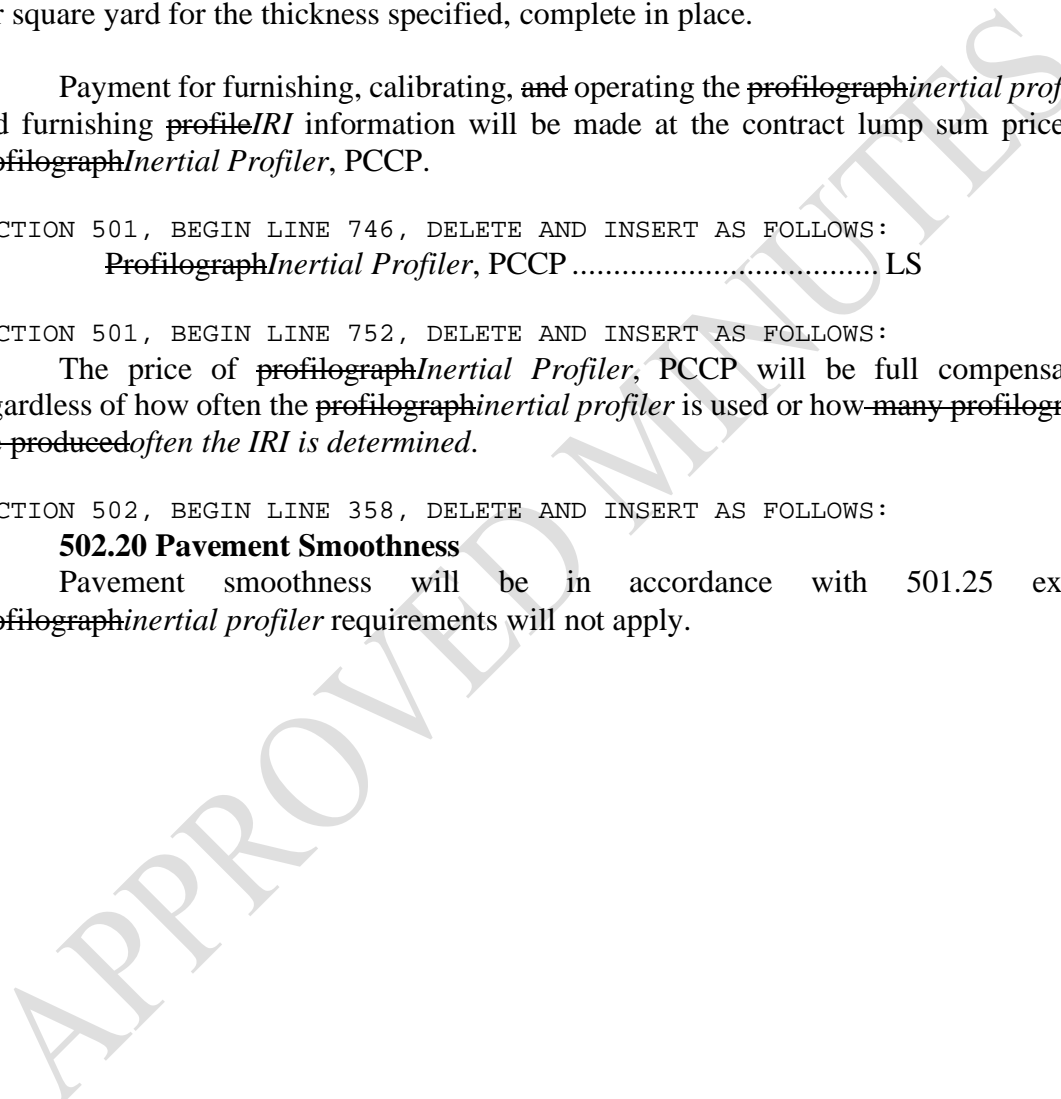 r square yard for the thickness specified, complete in place.
Payment for furnishing, calibrating, and operating the profilographinertial prof
d furnishing profileIRI information will be made at the contract lump sum price
ofilographInertial Profiler, PCCP.
CTION 501, BEGIN LINE 746, DELETE AND INSERT AS FOLLOWS:
ProfilographInertial Profiler, PCCP .................................... LS
CTION 501, BEGIN LINE 752, DELETE AND INSERT AS FOLLOWS:
The price of profilographInertial Profiler, PCCP will be full compensa
gardless of how often the profilographinertial profiler is used or how many profilogr
e producedoften the IRI is determined.
CTION 502, BEGIN LINE 358, DELETE AND INSERT AS FOLLOWS:
502.20 Pavement Smoothness
Pavement smoothness will be in accordance with 501.25 ex
ofilographinertial profiler requirements will not apply.
APPROVED MINUTES